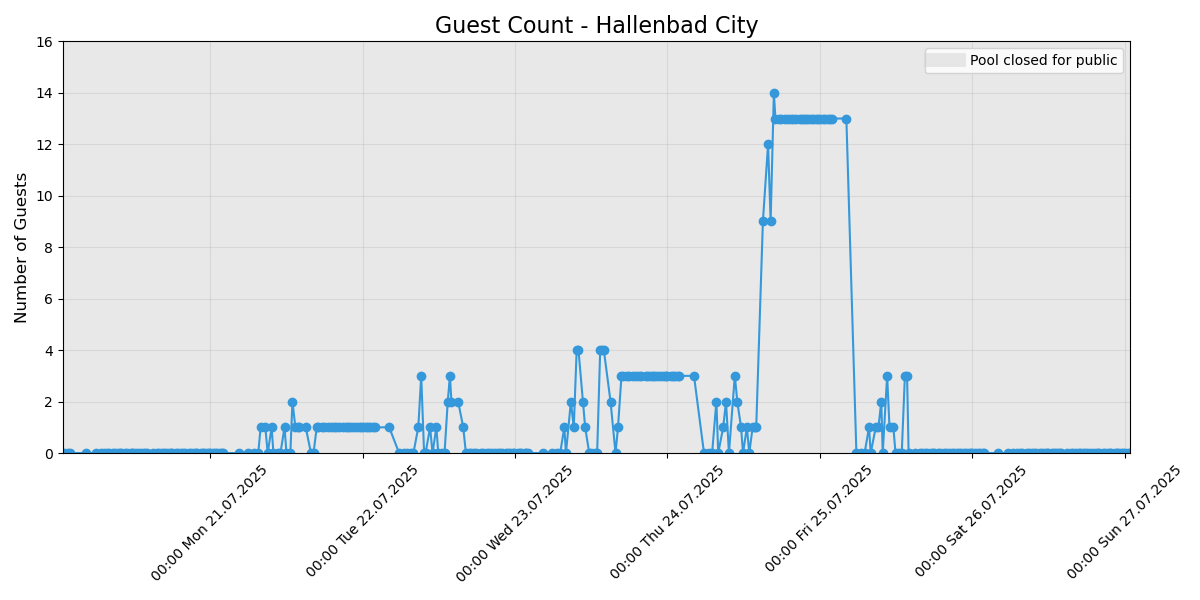 Guest Count - Hallenbad City
Pool closed for public
Number of Guests
16
14
12
10
8
6
4
2
0
00:00 Mon 21.07.2025
00:00 Tue 22.07.2025
00:00 Wed 23.07.2025
00:00 Thu 24.07.2025
00:00 Fri 25.07.2025
00:00 Sat 26.07.2025
00:00 Sun 27.07.2025